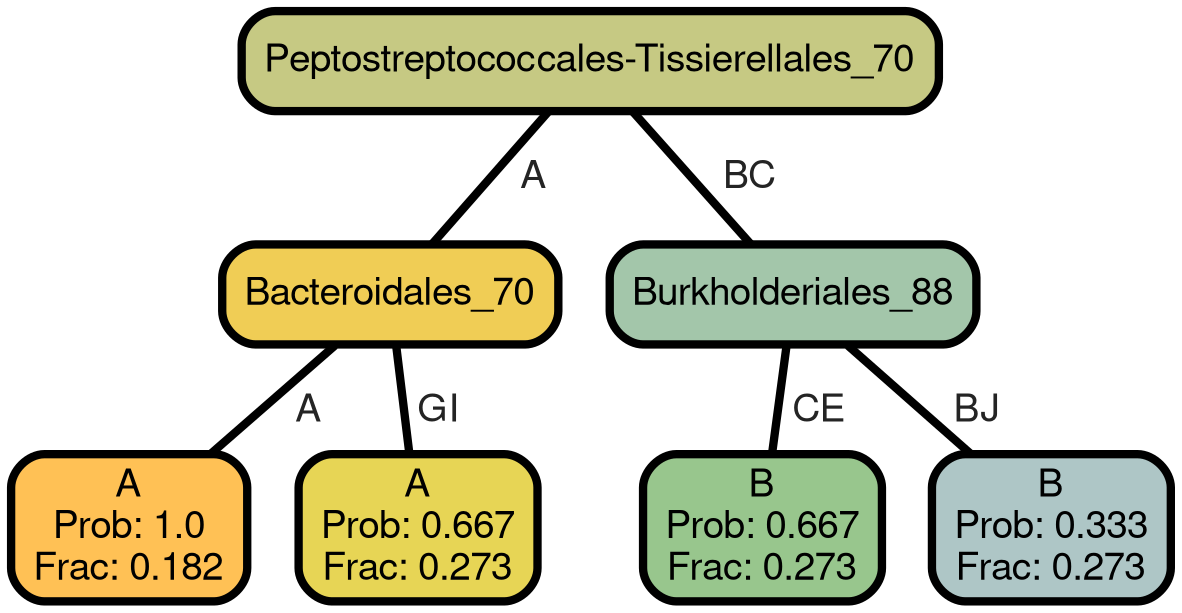 Peptostreptococcales-Tissierellales_70
A
BC
Bacteroidales_70
Burkholderiales_88
A
GI
CE
BJ
A
Prob: 1.0
Frac: 0.182
A
Prob: 0.667
Frac: 0.273
B
Prob: 0.667
Frac: 0.273
B
Prob: 0.333
Frac: 0.273